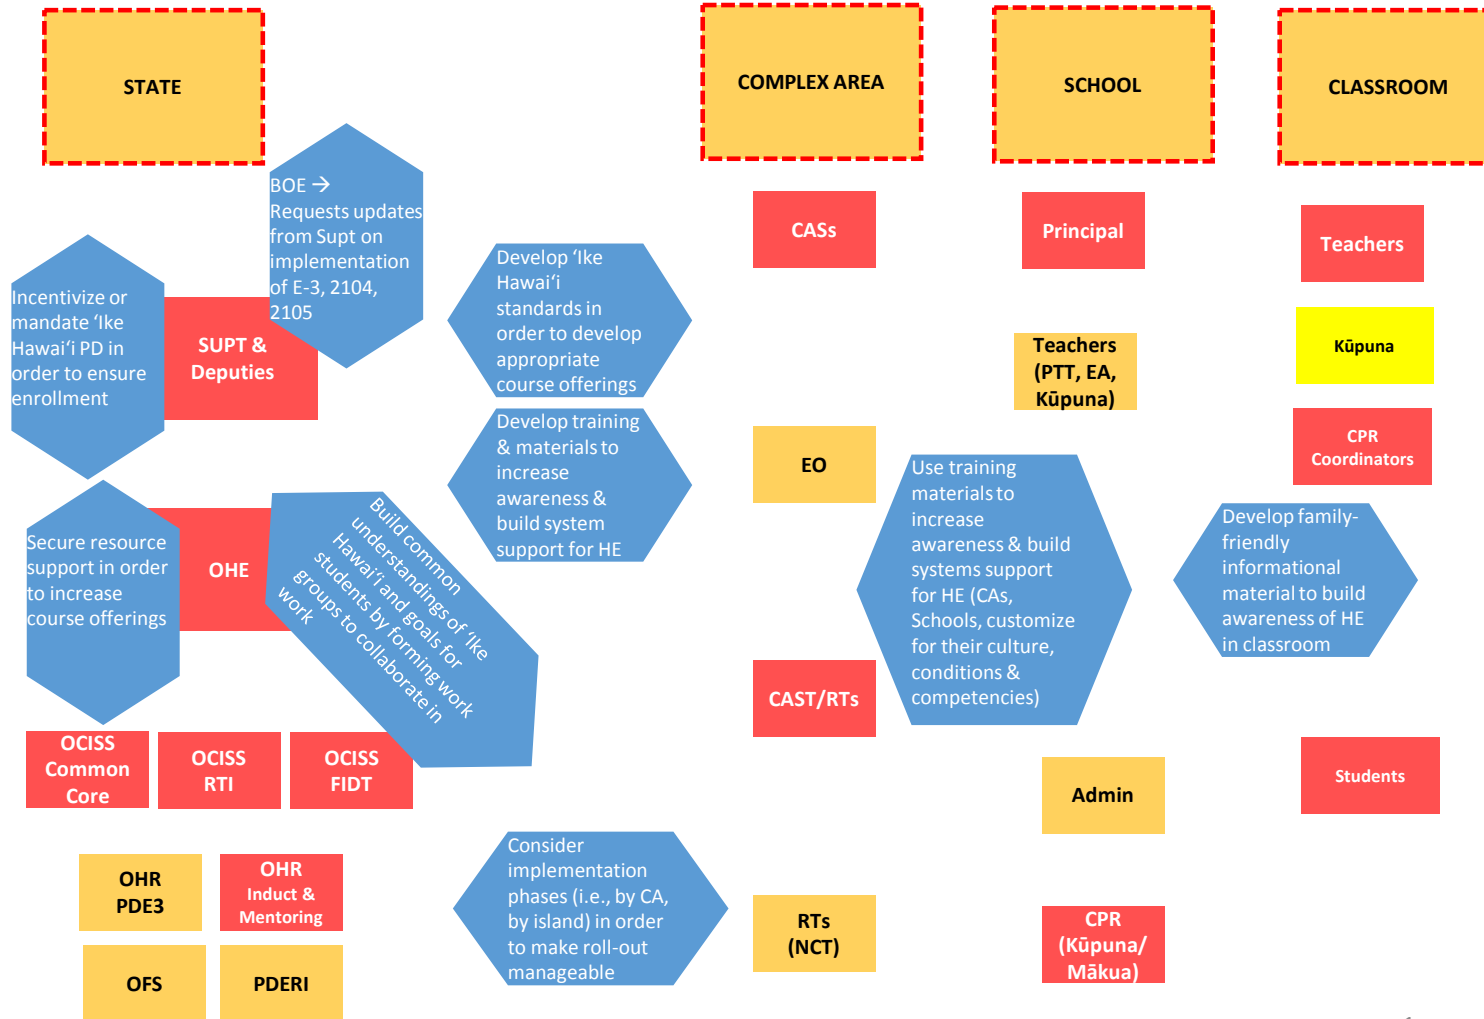 STATE
COMPLEX AREA
SCHOOL
CLASSROOM
BOE →
Requests updates
from Supt on
implementation
of E-3, 2104,
2105
Incentivize or
mandate ‘Ike
Hawai‘i PD in
order to ensure
enrollment
SUPT &
Deputies
Develop ‘Ike
Hawai‘i
standards in
order to develop
appropriate
course offerings
Develop training
& materials to
increase
awareness &
build system
support for HE
Secure resource
support in order
to increase
course offerings
OHE
Build common
understandings of ‘Ike
Hawai‘i and goals for
students by forming work
groups to collaborate in
work
OCISS
Common
Core
OCISS
RTI
OCISS
FIDT
OHR
PDE3
OHR
Induct &
Mentoring
OFS
PDERI
Consider
implementation
phases (i.e., by CA,
by island) in order
to make roll-out
manageable
CASs
EO
CAST/RTs
RTs
(NCT)
Principal
Teachers
(PTT, EA,
Kūpuna)
Use training
materials to
increase
awareness & build
systems support
for HE (CAs,
Schools, customize
for their culture,
conditions &
competencies)
Admin
CPR
(Kūpuna/
Mākua)
Teachers
Kūpuna
CPR
Coordinators
Develop family-
friendly
informational
material to build
awareness of HE
in classroom
Students